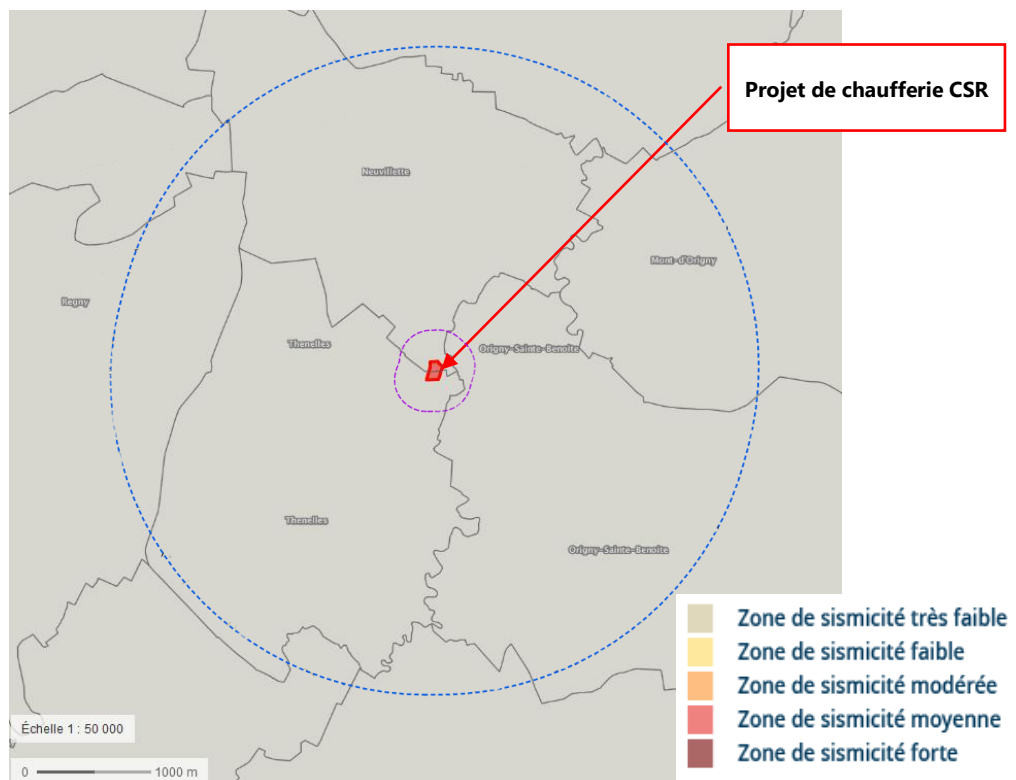 Projet de chaufferie CSR
Neuvillette
Mont-d'Origny
Regny
Thenelles
Origny-Sainte-Benoite
Thenelles
Origny-Sainte-Benoite
Zone de sismicité très faible
Zone de sismicité faible
Zone de sismicité modérée
Zone de sismicité moyenne
Zone de sismicité forte
Échelle 1 : 50 000
0 1000 m